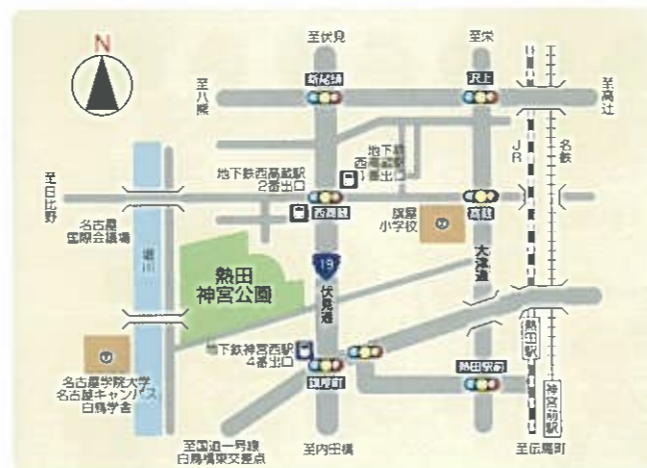 N
至伏見
至栄
新尾頭
沢上
至八熊
至高辻
地下鉄
西高蔵駅
1番出口
JR
名鉄
地下鉄西高蔵駅
2番出口
至日比野
西高蔵
高蔵
旗屋
小学校
名古屋
国際会議場
堀川
熱田
神宮公園
19
伏見通
大津通
地下鉄神宮西駅
4番出口
熱田駅
旗屋町
熱田駅前
神宮前駅
名古屋学院大学
名古屋キャンパス
白鳥学舎
至国道一号線
白鳥橋東交差点
至内田橋
至伝馬町